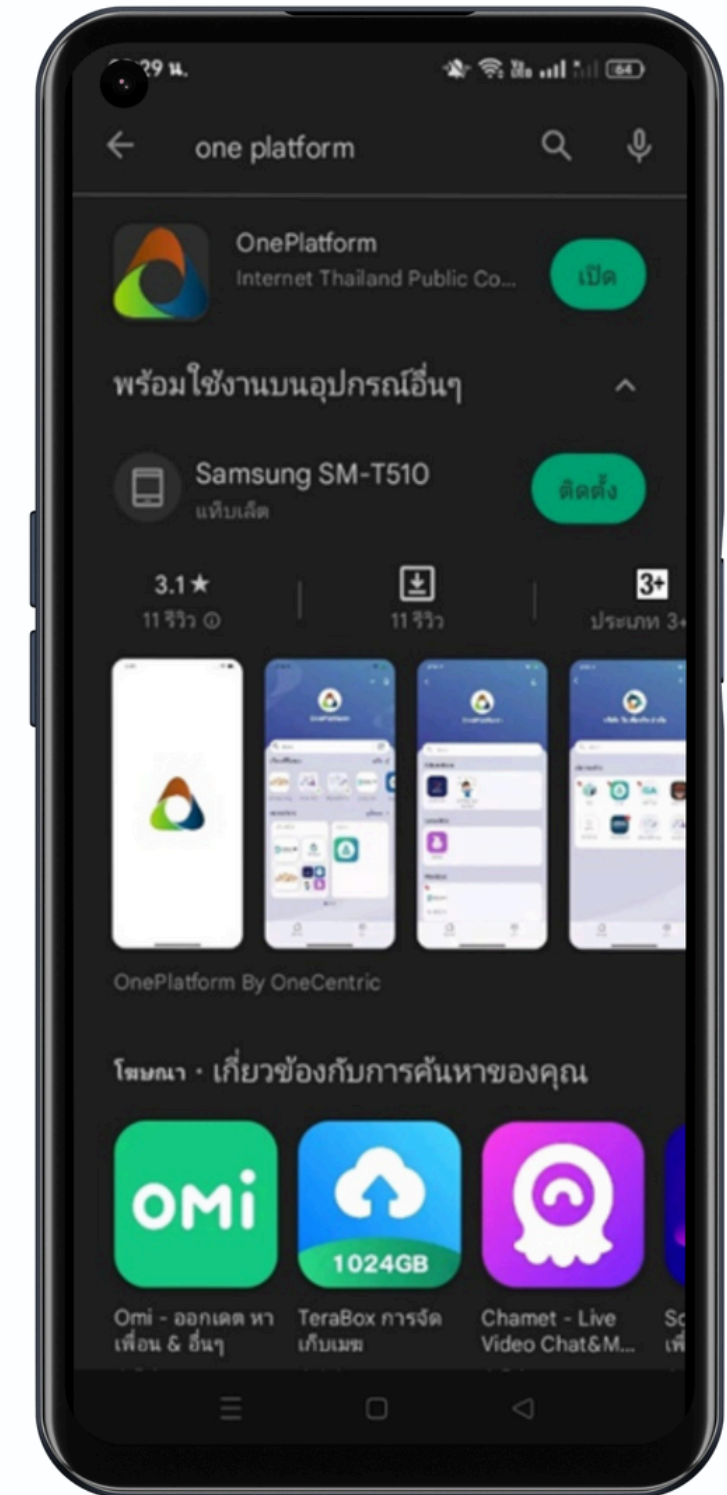 29 น.
64
one platform
OnePlatform
Internet Thailand Public Co...
เปิด
พร้อมใช้งานบนอุปกรณ์อื่นๆ
Samsung SM-T510
แท็บเล็ต
ติดตั้ง
3.1★
11 รีวิว
11 รีวิว
3+
ประเภท 3+
OnePlatform By OneCentric
โฆษณา · เกี่ยวข้องกับการค้นหาของคุณ
OMi
1024GB
Omi - ออกเดต หา
เพื่อน & อื่นๆ
TeraBox การจัด
เก็บเมฆ
Chamet - Live
Video Chat&M...